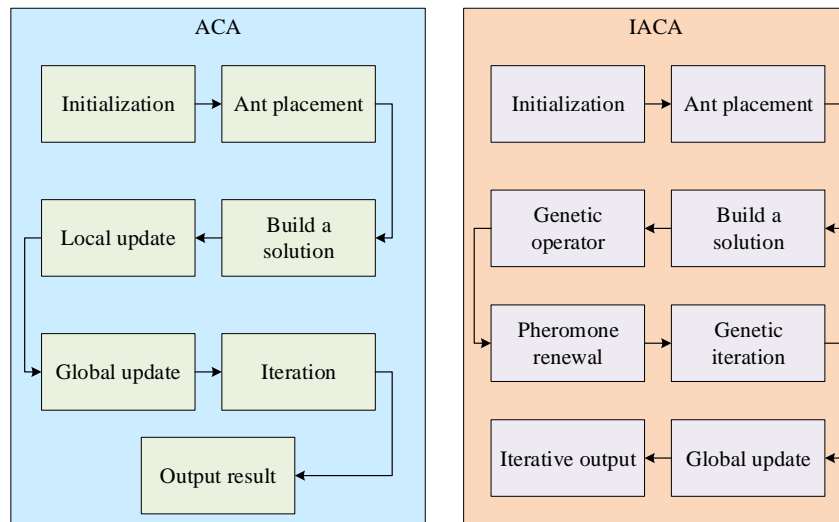 ACA
Initialization
Ant placement
Local update
Build a
solution
Global update
Iteration
Output result
IACA
Initialization
Ant placement
Genetic
operator
Build a
solution
Pheromone
renewal
Genetic
iteration
Iterative output
Global update